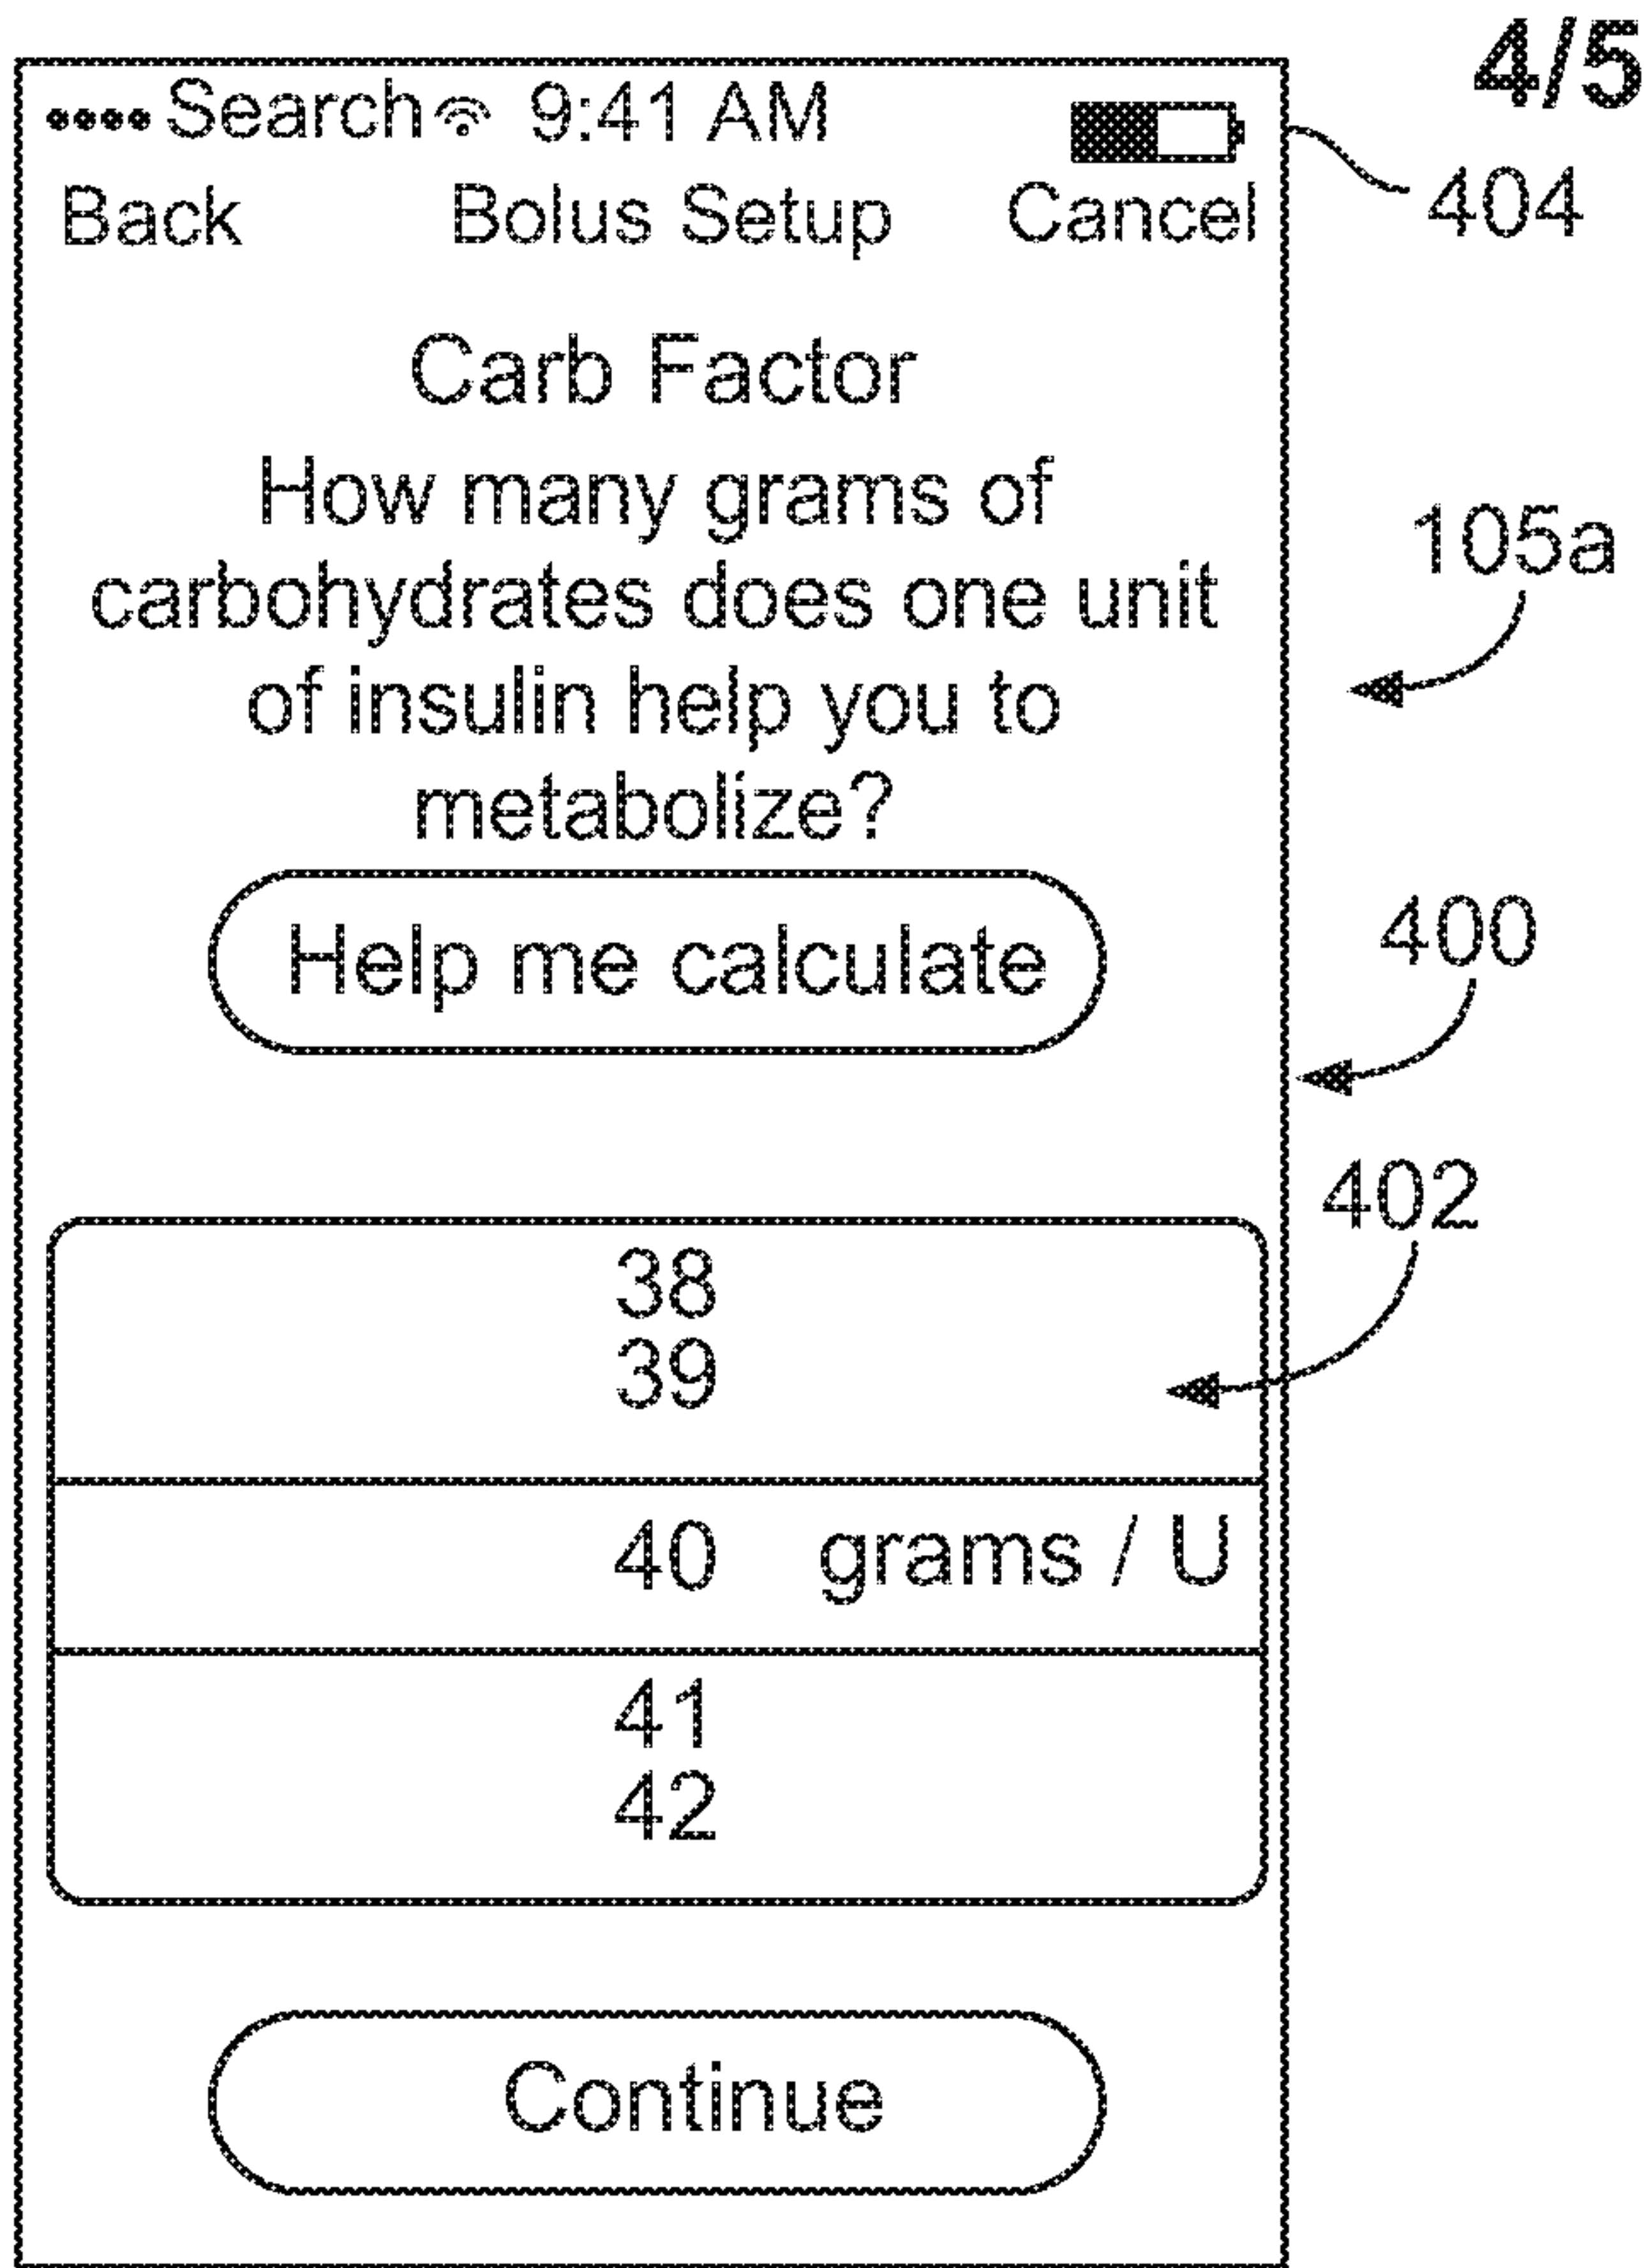 4/5
Search 9:41 AM
Back Bolus Setup Cancel
404
Carb Factor
How many grams of
carbohydrates does one unit
of insulin help you to
metabolize?
105a
Help me calculate
400
402
38
39
40 grams / U
41
42
Continue